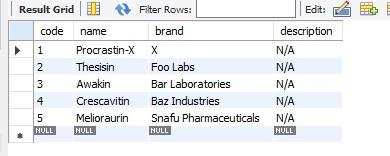 Result Grid Filter Rows: Edit:
code name brand description
1 Procrastin-X X N/A
2 Thesisin Foo Labs N/A
3 Awakin Bar Laboratories N/A
4 Crescavitin Baz Industries N/A
5 Melioraurin Snafu Pharmaceuticals N/A
NULL NULL NULL NULL